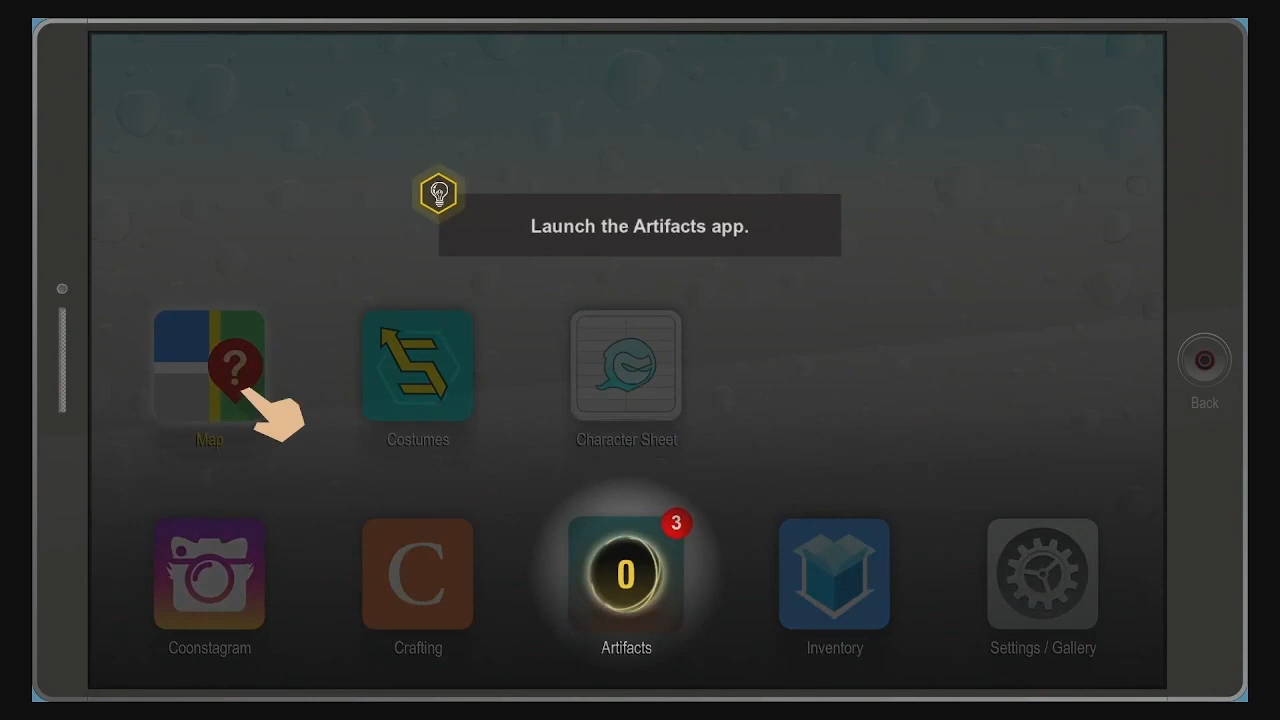 Launch the Artifacts app.
?
Map
Costumes
Character Sheet
Back
3
C
0
Coonstagram
Crafting
Artifacts
Inventory
Settings / Gallery